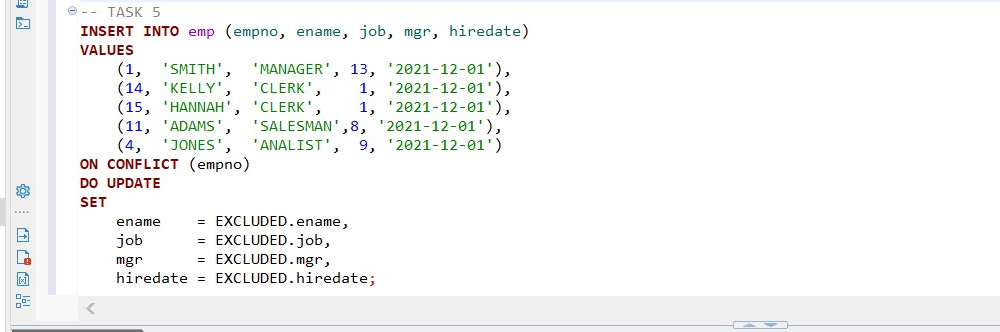 -- TASK 5
INSERT INTO emp (empno, ename, job, mgr, hiredate)
VALUES
(1, 'SMITH', 'MANAGER', 13, '2021-12-01'),
(14, 'KELLY', 'CLERK', 1, '2021-12-01'),
(15, 'HANNAH', 'CLERK', 1, '2021-12-01'),
(11, 'ADAMS', 'SALESMAN',8, '2021-12-01'),
(4, 'JONES', 'ANALIST', 9, '2021-12-01')
ON CONFLICT (empno)
DO UPDATE
SET
ename = EXCLUDED.ename,
job = EXCLUDED.job,
mgr = EXCLUDED.mgr,
hiredate = EXCLUDED.hiredate;